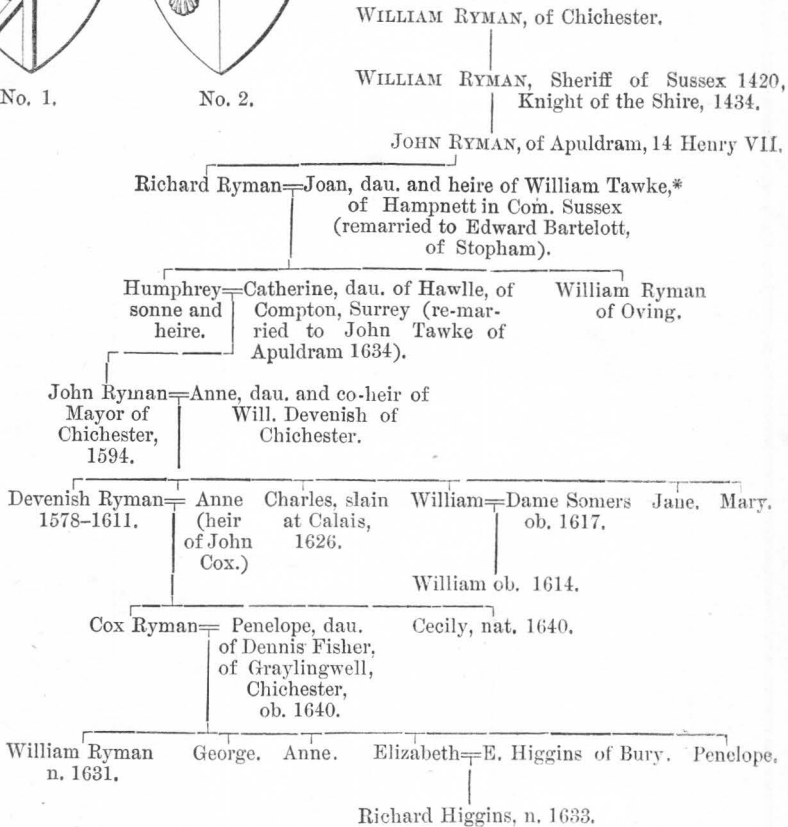 WILLIAM RYMAN, of Chichester.
No. 1.
No. 2.
WILLIAM RYMAN, Sheriff of Sussex 1420,
Knight of the Shire, 1434.
JOHN RYMAN, of Apuldram, 14 Henry VII.
Richard Ryman=Joan, dau. and heire of William Tawke,*
of Hampnett in Com. Sussex
(remarried to Edward Bartelott,
of Stopham).
Humphrey=Catherine, dau. of Hawlle, of William Ryman
sonne and Compton, Surrey (re-mar- of Oving.
heire. ried to John Tawke of
Apuldram 1634).
John Ryman=Anne, dau. and co-heir of
Mayor of Will. Devenish of
Chichester, Chichester.
1594.
Devenish Ryman= Anne Charles, slain William=Dame Somers Jane. Mary.
1578-1611. (heir at Calais, ob. 1617.
of John 1626.
Cox.)
William ob. 1614.
Cox Ryman= Penelope, dau. Cecily, nat. 1640.
of Dennis Fisher,
of Graylingwell,
Chichester,
ob. 1640.
William Ryman George. Anne. Elizabeth=E. Higgins of Bury. Penelope.
n. 1631.
Richard Higgins, n. 1633.